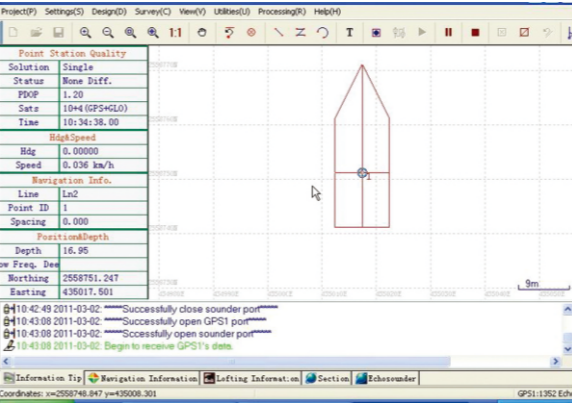 Project(P) Settings(S) Design(D) Survey(C) View(V) Utilities(U) Processing(R) Help(H)
1:1
T
Point Station Quality
Solution Single
Status None Diff.
PDOP 1.20
Sats 10+4(GPS+GLO)
Time 10:34:38.00
Hdg&Speed
Hdg 0.00000
Speed 0.036 km/h
Navigation Info.
Line Ln2
Point ID 1
Spacing 0.000
Position&Depth
Depth 16.95
ow Freq. Dee
Northing 2558751.247
Easting 435017.501
1
9m
10:42:49 2011-03-02: *****Successfully close sounder port*****
10:43:08 2011-03-02: *****Successfully open GPS1 port*****
10:43:08 2011-03-02: *****Sccessfully open sounder port*****
10:43:08 2011-03-02: Begin to receive GPS1's data.
Information Tip Navigation Information Lofting Information Section Echosounder
Coordinates: x=2558748.847 y=435008.301 GPS1:1352 Echo